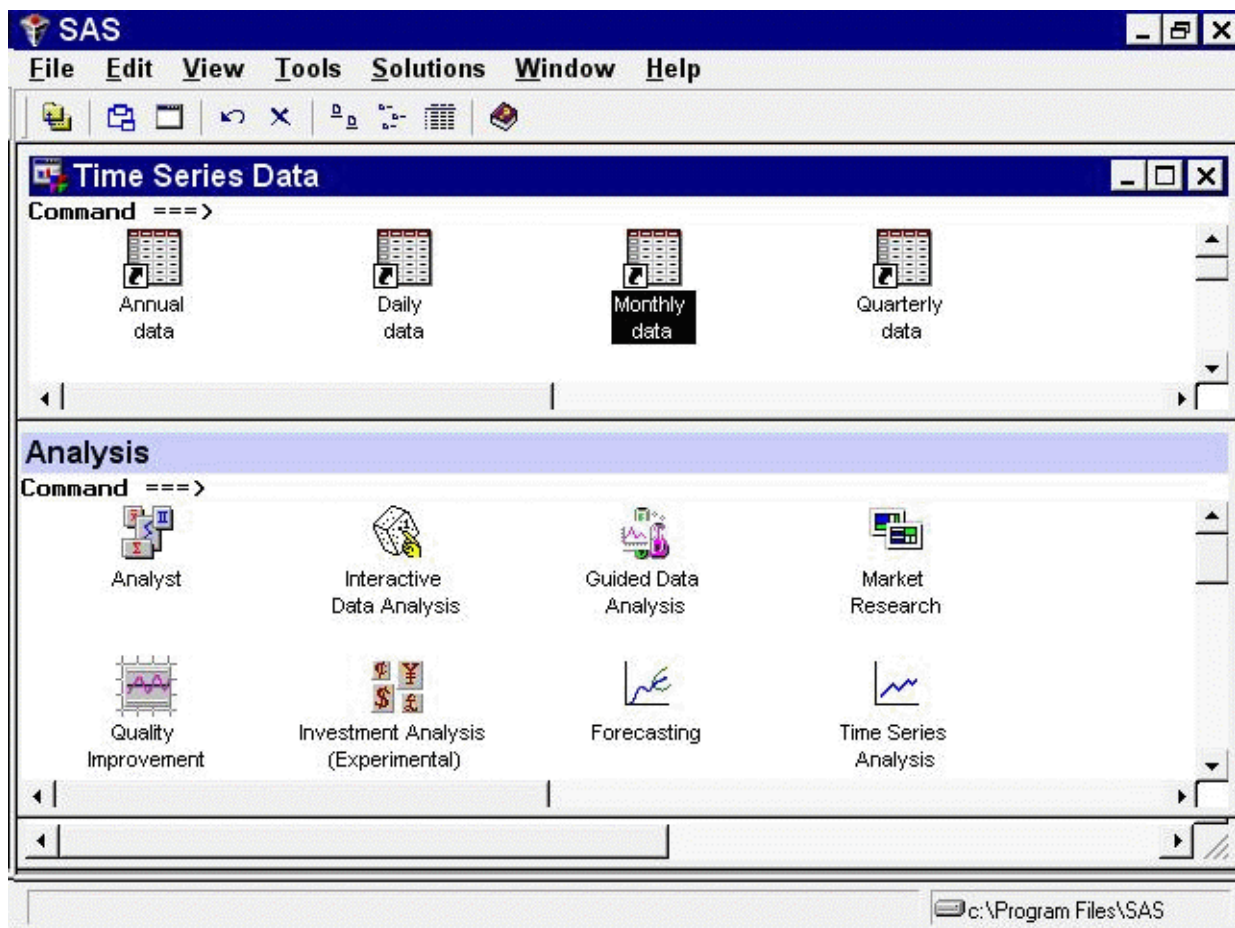 SAS
File Edit View Tools Solutions Window Help
Time Series Data
Command ===>
Annual data
Daily data
Monthly data
Quarterly data
Analysis
Command ===>
Analyst
Interactive Data Analysis
Guided Data Analysis
Market Research
Quality Improvement
Investment Analysis (Experimental)
Forecasting
Time Series Analysis
c:\Program Files\SAS